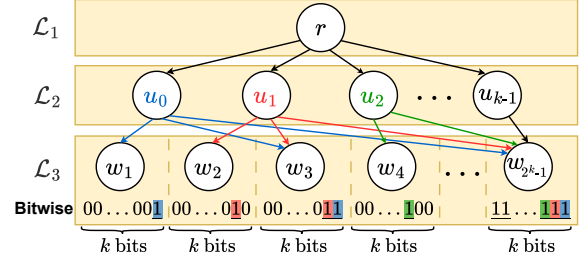 ℒ₁ r
ℒ₂ u₀ u₁ u₂ ... uₖ₋₁
ℒ₃ w₁ w₂ w₃ w₄ ... w₂ᵏ₋₁
Bitwise 00...001 00...010 00...011 00...100 11...111
k bits k bits k bits k bits k bits